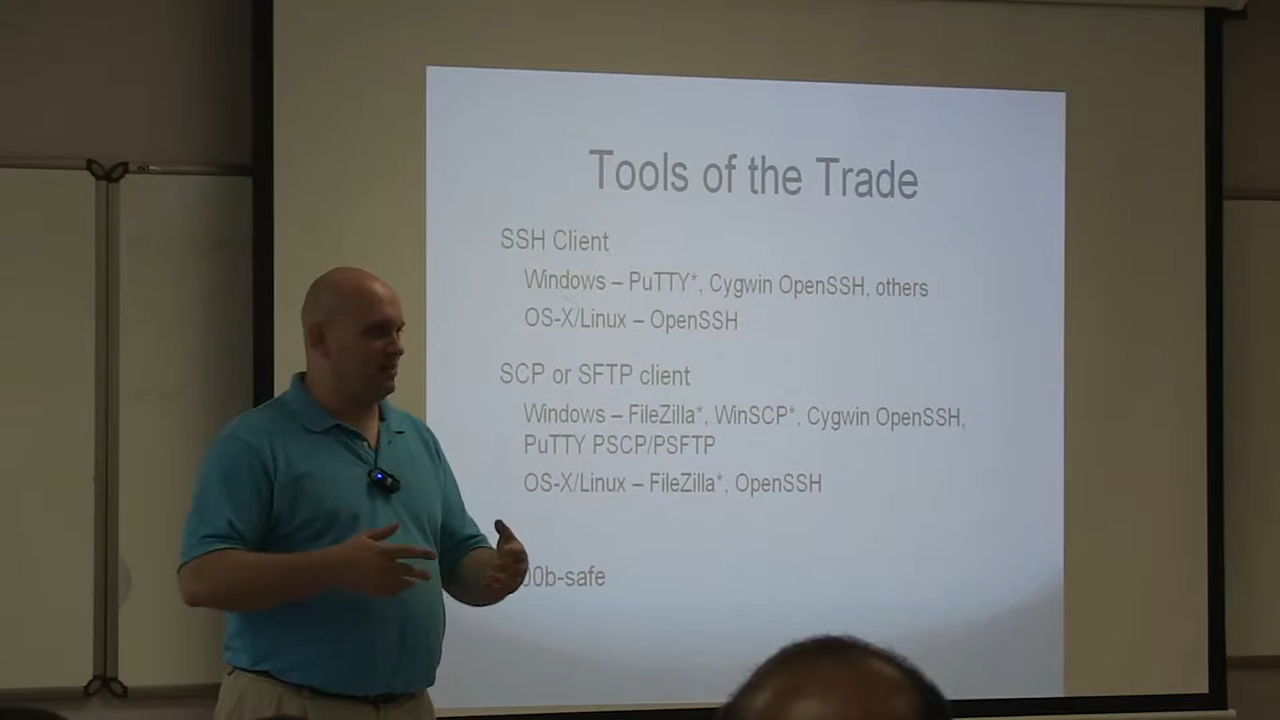 Tools of the Trade
SSH Client
Windows – PuTTY*, Cygwin OpenSSH, others
OS-X/Linux – OpenSSH
SCP or SFTP client
Windows – FileZilla*, WinSCP*, Cygwin OpenSSH,
PuTTY PSCP/PSFTP
OS-X/Linux – FileZilla*, OpenSSH
00b-safe